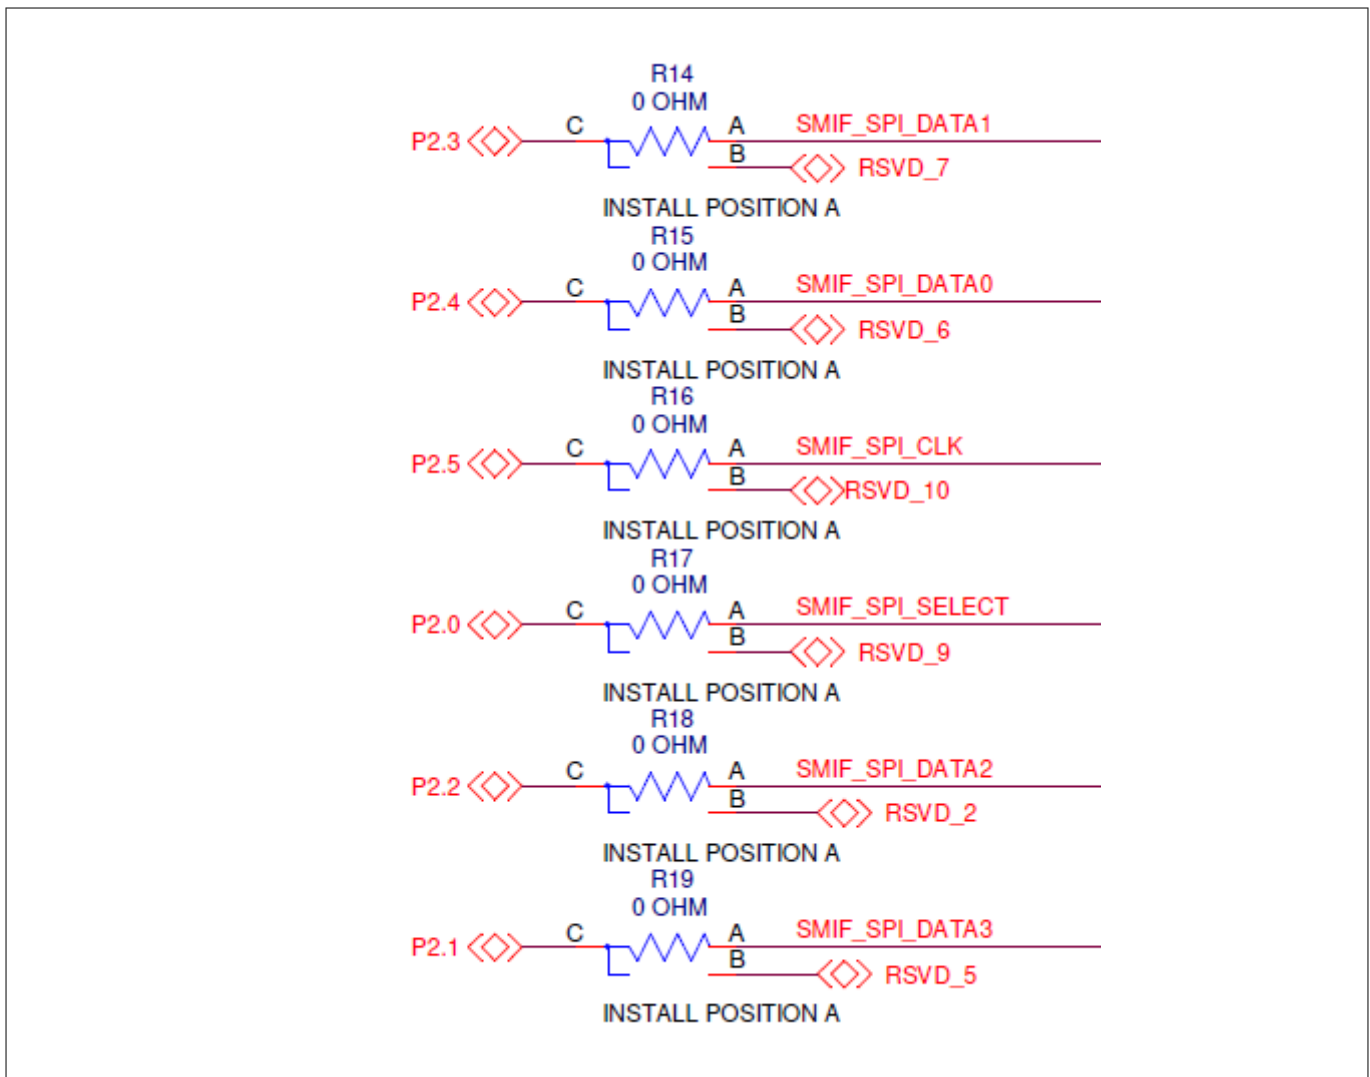 R14
0 OHM
P2.3 C A SMIF_SPI_DATA1
B RSVD_7
INSTALL POSITION A
R15
0 OHM
P2.4 C A SMIF_SPI_DATA0
B RSVD_6
INSTALL POSITION A
R16
0 OHM
P2.5 C A SMIF_SPI_CLK
B RSVD_10
INSTALL POSITION A
R17
0 OHM
P2.0 C A SMIF_SPI_SELECT
B RSVD_9
INSTALL POSITION A
R18
0 OHM
P2.2 C A SMIF_SPI_DATA2
B RSVD_2
INSTALL POSITION A
R19
0 OHM
P2.1 C A SMIF_SPI_DATA3
B RSVD_5
INSTALL POSITION A